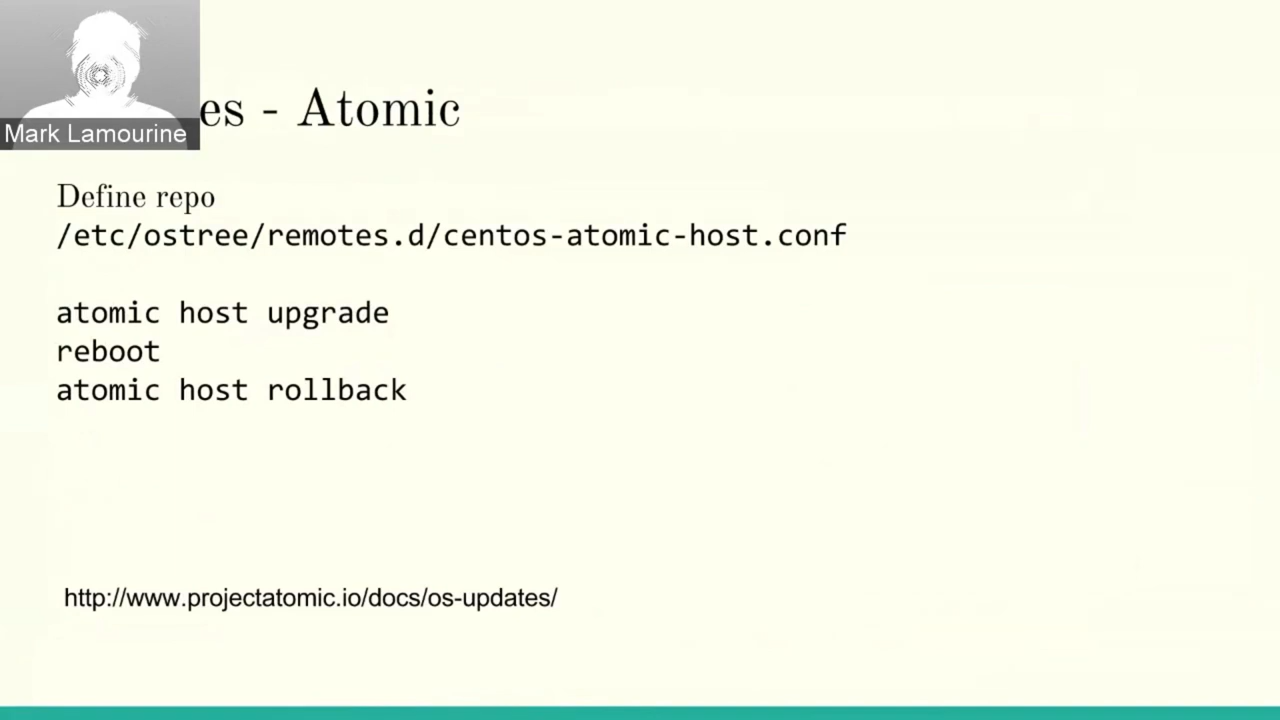 es - Atomic
Mark Lamourine
Define repo
/etc/ostree/remotes.d/centos-atomic-host.conf
atomic host upgrade
reboot
atomic host rollback
http://www.projectatomic.io/docs/os-updates/